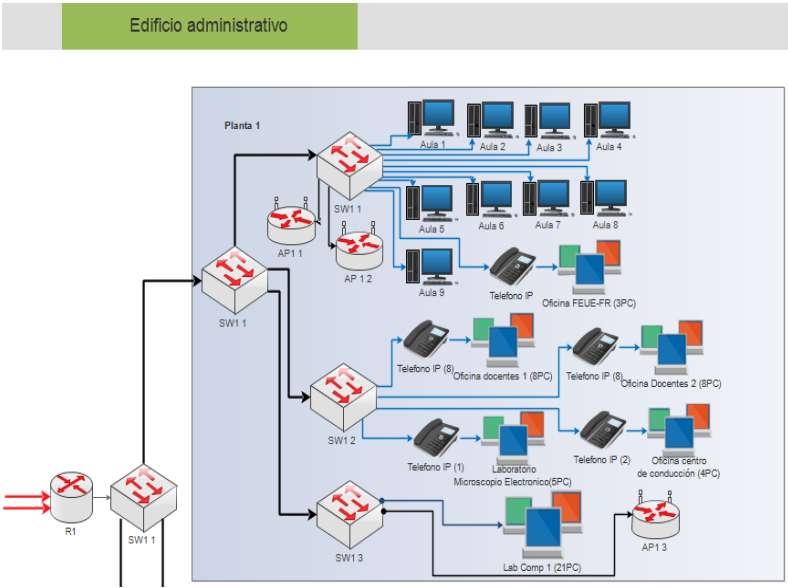 Edificio administrativo
Planta 1
Aula 1
Aula 2
Aula 3
Aula 4
SW1 1
Aula 5
Aula 6
Aula 7
Aula 8
AP1 1
AP 1 2
Aula 9
Telefono IP
Oficina FEUE-FR (3PC)
SW1 1
Telefono IP (8)
Oficina docentes 1 (8PC)
Telefono IP (8)
Oficina Docentes 2 (8PC)
SW1 2
Telefono IP (1)
Laboratorio
Microscopio Electronico(5PC)
Telefono IP (2)
Oficina centro
de conducción (4PC)
R1
SW1 1
SW1 3
Lab Comp 1 (21PC)
AP1 3